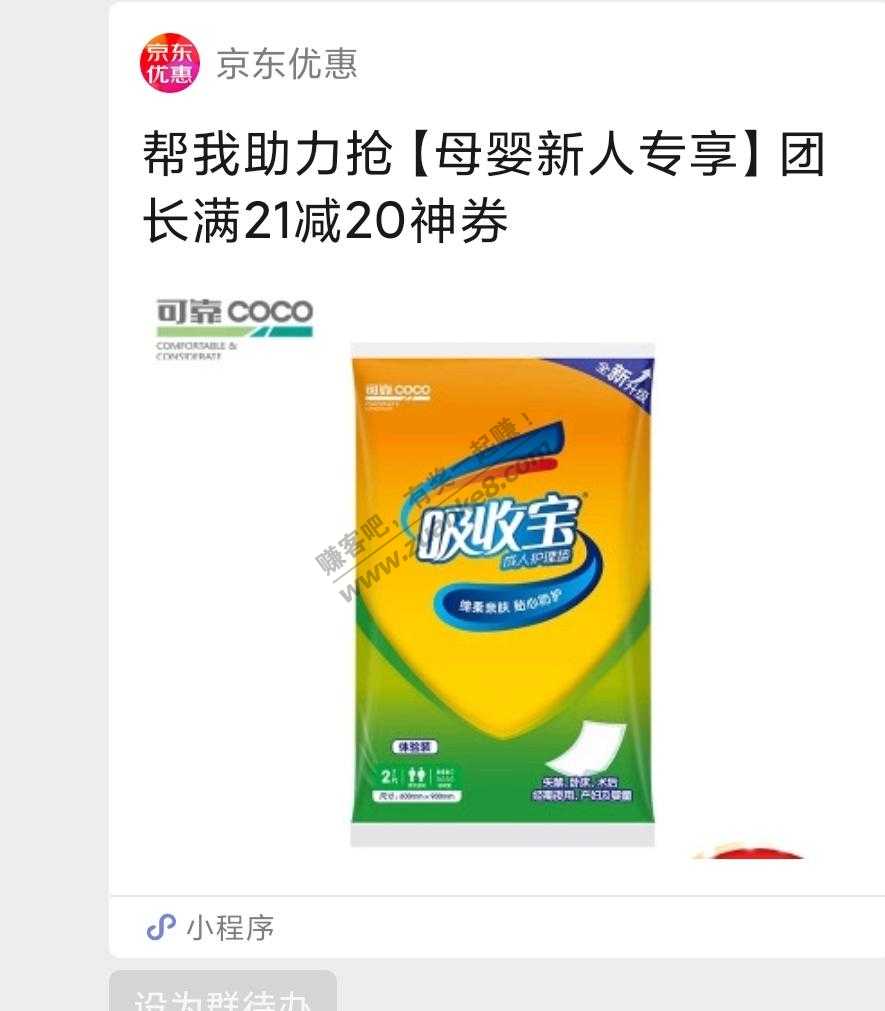 京东
优惠
京东优惠
帮我助力抢【母婴新人专享】团
长满21减20神券
可靠 COCO
COMFORTABLE &
CONSIDERATE
全新升级
可靠 COCO
赚客吧，有奖一起赚！
www.zuanke8.com
吸收宝
成人护理垫
绵柔亲肤 贴心防护
体验装
2片
尺寸：600mm×900mm
失禁、卧床、术后
经期夜用、产妇及婴童
小程序
设为群待办